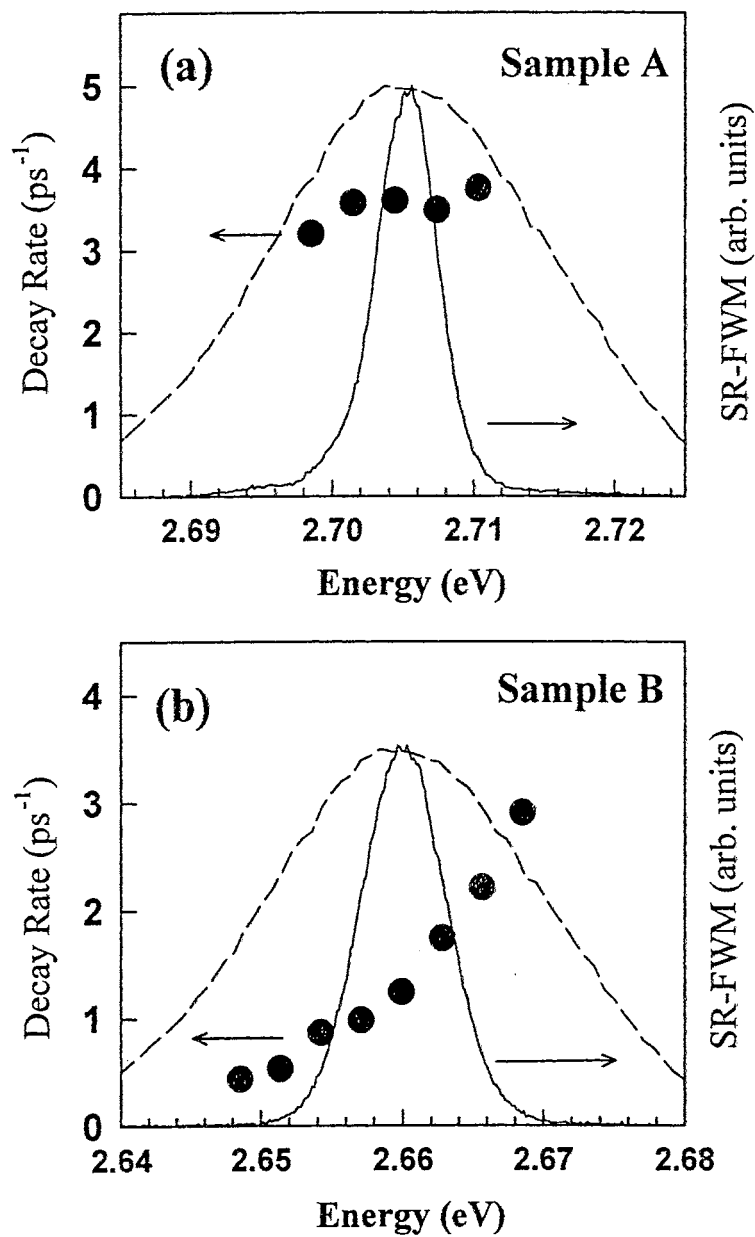 (a)
Sample A
5
4
3
2
1
0
Decay Rate (ps⁻¹)
SR-FWM (arb. units)
2.69 2.70 2.71 2.72
Energy (eV)
(b)
Sample B
4
3
2
1
0
Decay Rate (ps⁻¹)
SR-FWM (arb. units)
2.64 2.65 2.66 2.67 2.68
Energy (eV)